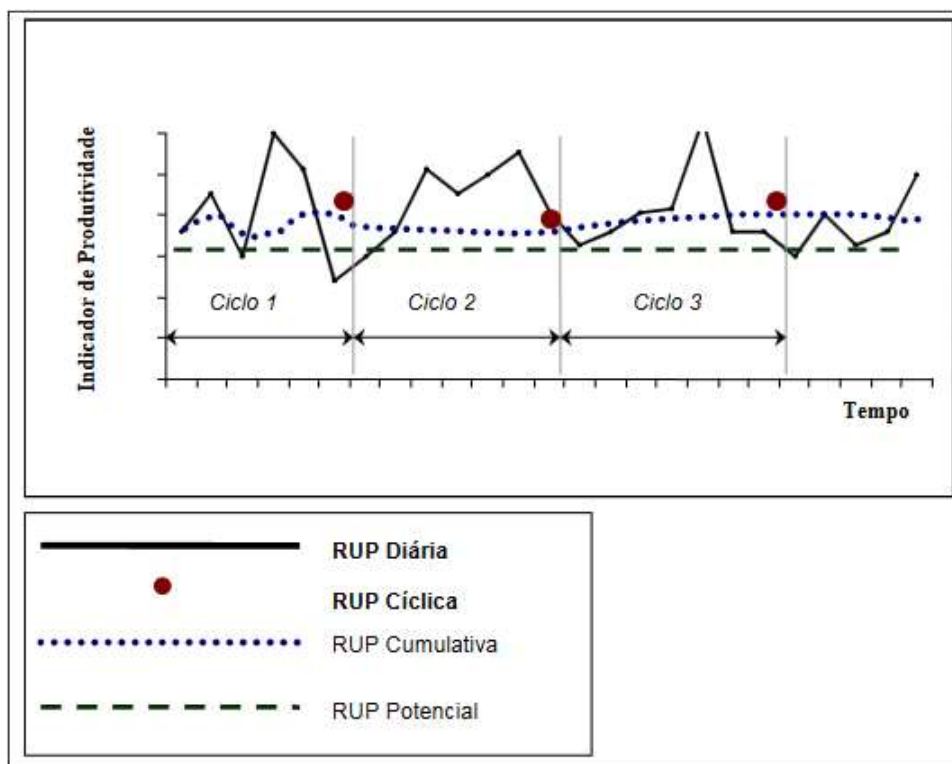 Indicador de Produtividade
Ciclo 1
Ciclo 2
Ciclo 3
Tempo
RUP Diária
RUP Cíclica
RUP Cumulativa
RUP Potencial